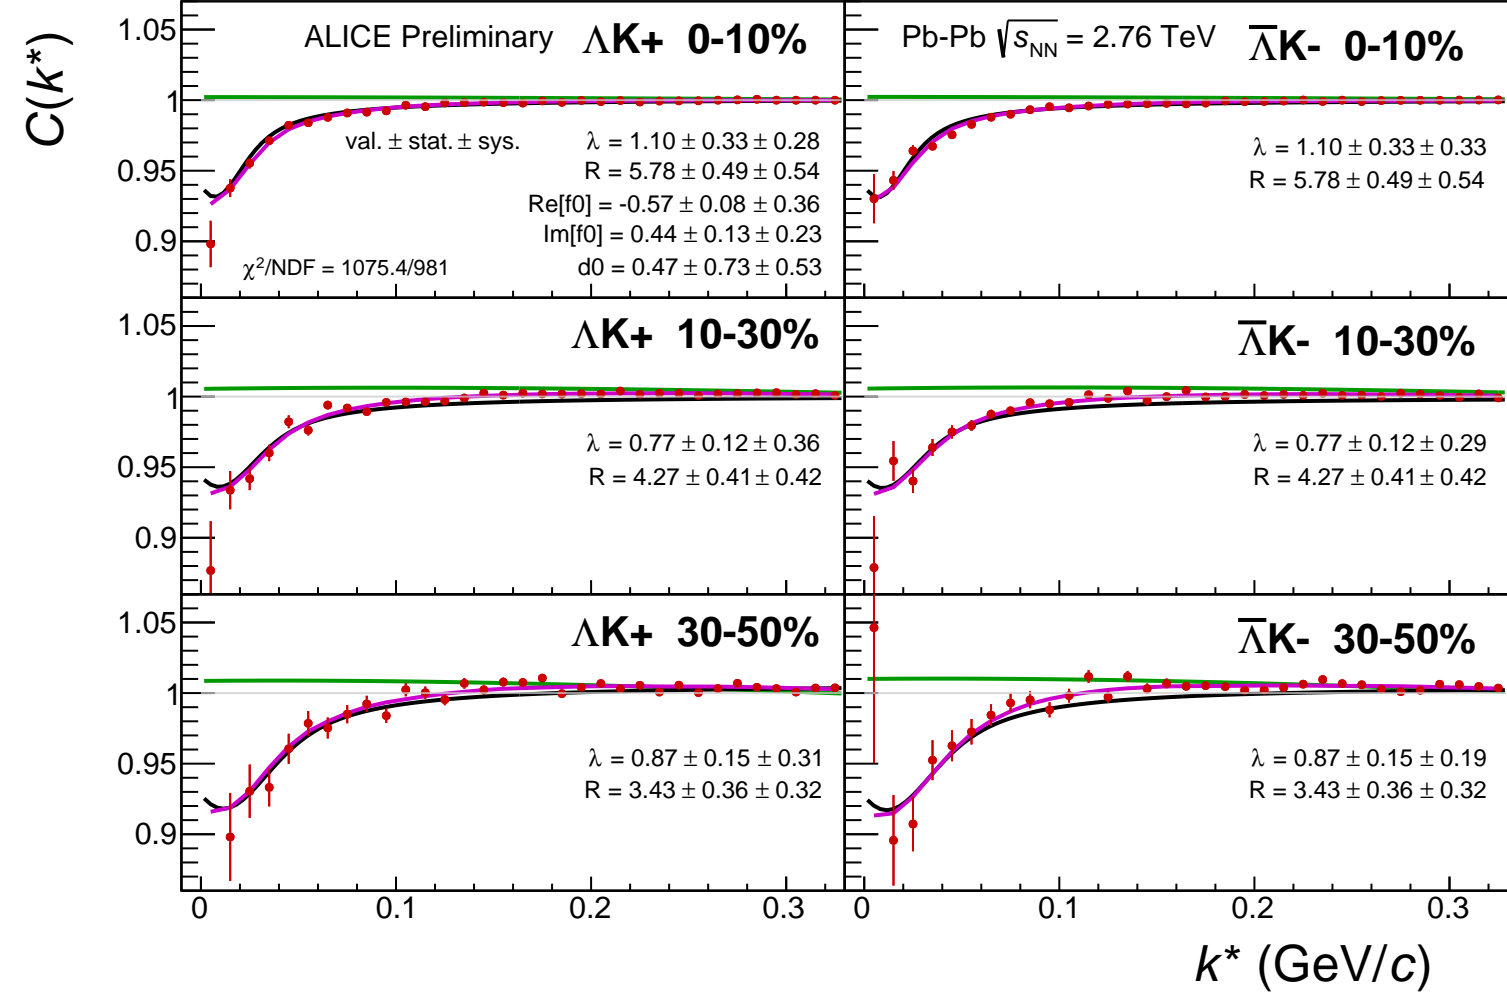 C(k*)
ALICE Preliminary ΛK+ 0-10%
1.05
1
0.95
0.9
val. ± stat. ± sys.
λ = 1.10 ± 0.33 ± 0.28
R = 5.78 ± 0.49 ± 0.54
Re[f0] = -0.57 ± 0.08 ± 0.36
Im[f0] = 0.44 ± 0.13 ± 0.23
d0 = 0.47 ± 0.73 ± 0.53
χ²/NDF = 1075.4/981
Pb-Pb √s_NN = 2.76 TeV Λ̅K- 0-10%
λ = 1.10 ± 0.33 ± 0.33
R = 5.78 ± 0.49 ± 0.54
ΛK+ 10-30%
1.05
1
0.95
0.9
λ = 0.77 ± 0.12 ± 0.36
R = 4.27 ± 0.41 ± 0.42
Λ̅K- 10-30%
λ = 0.77 ± 0.12 ± 0.29
R = 4.27 ± 0.41 ± 0.42
ΛK+ 30-50%
1.05
1
0.95
0.9
λ = 0.87 ± 0.15 ± 0.31
R = 3.43 ± 0.36 ± 0.32
Λ̅K- 30-50%
λ = 0.87 ± 0.15 ± 0.19
R = 3.43 ± 0.36 ± 0.32
0 0.1 0.2 0.3 0 0.1 0.2 0.3
k* (GeV/c)